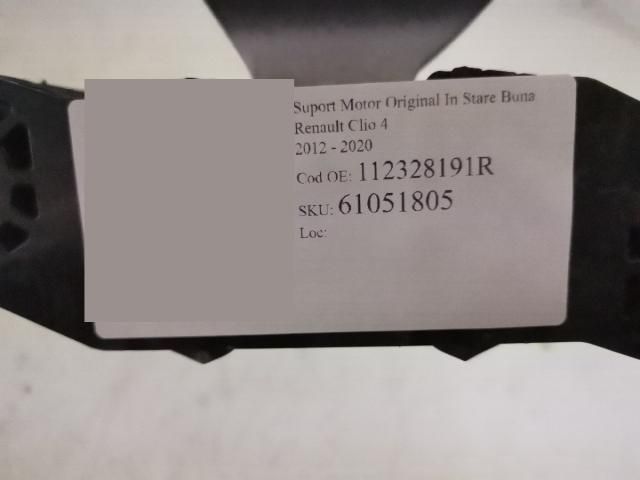 Suport Motor Original In Stare Buna
Renault Clio 4
2012 - 2020
Cod OE: 112328191R
SKU: 61051805
Loc: